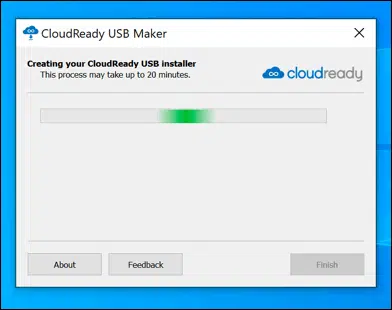 CloudReady USB Maker
Creating your CloudReady USB installer
This process may take up to 20 minutes.
cloudready
About
Feedback
Finish